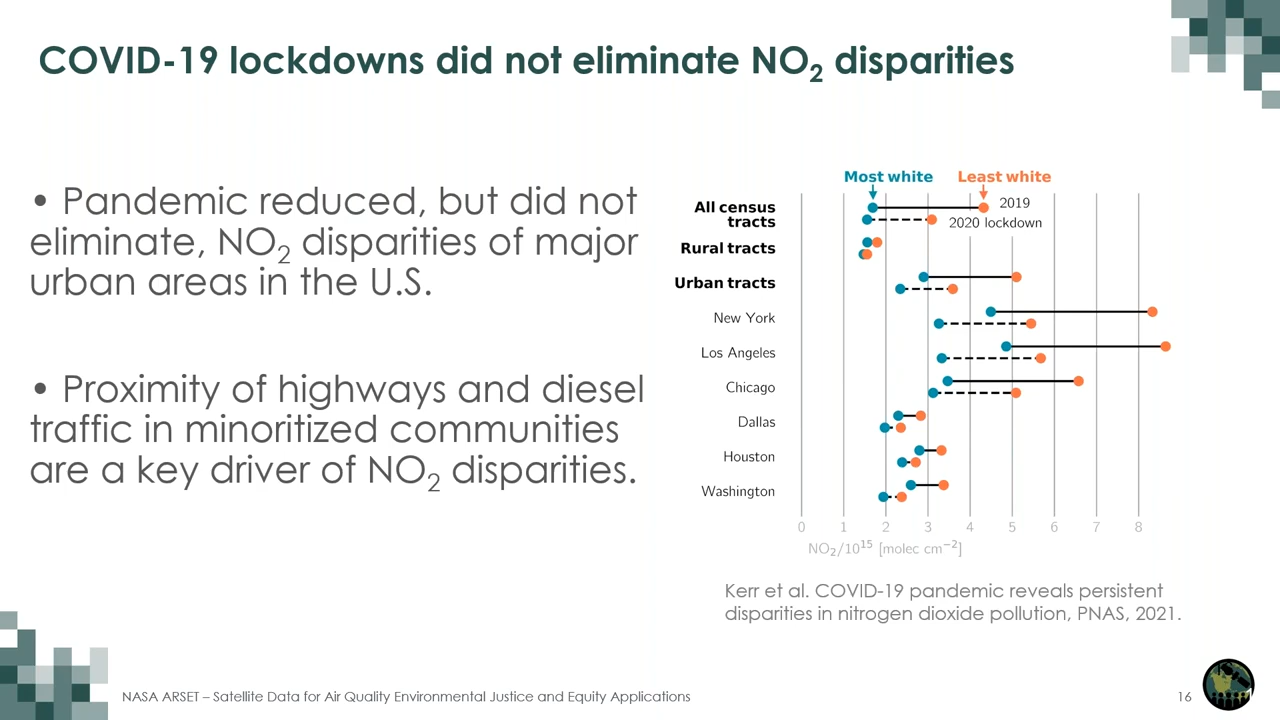 COVID-19 lockdowns did not eliminate NO₂ disparities
• Pandemic reduced, but did not
eliminate, NO₂ disparities of major
urban areas in the U.S.
• Proximity of highways and diesel
traffic in minoritized communities
are a key driver of NO₂ disparities.
Most white Least white
All census
tracts
2019
2020 lockdown
Rural tracts
Urban tracts
New York
Los Angeles
Chicago
Dallas
Houston
Washington
0 1 2 3 4 5 6 7 8
NO₂/10¹⁵ [molec cm⁻²]
Kerr et al. COVID-19 pandemic reveals persistent
disparities in nitrogen dioxide pollution, PNAS, 2021.
NASA ARSET – Satellite Data for Air Quality Environmental Justice and Equity Applications
16